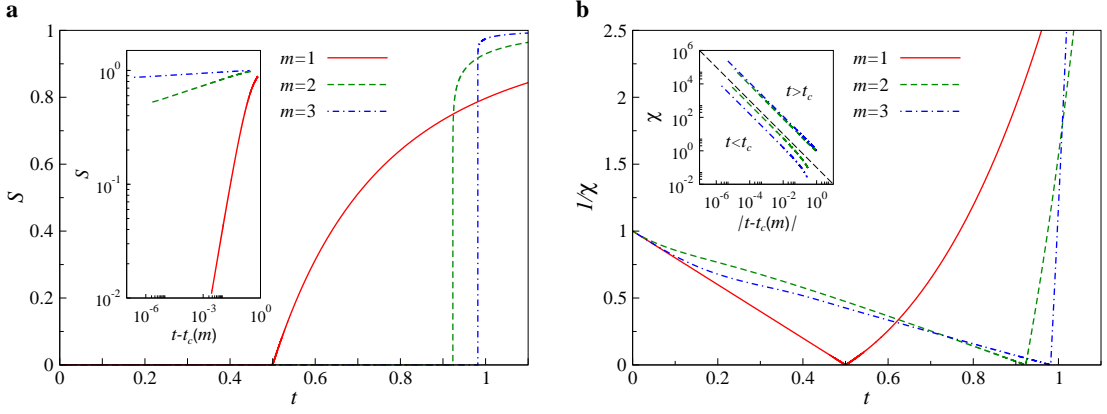 a
S
1
0.8
0.6
0.4
0.2
0
0 0.2 0.4 0.6 0.8 1
t
m=1
m=2
m=3
S
10^0
10^-1
10^-2
10^-6 10^-3 10^0
t-t_c(m)
b
1/χ
2.5
2
1.5
1
0.5
0
0 0.2 0.4 0.6 0.8 1
t
m=1
m=2
m=3
χ
10^6
10^4
10^2
10^0
10^-2
10^-6 10^-4 10^-2 10^0
|t-t_c(m)|
t>t_c
t<t_c